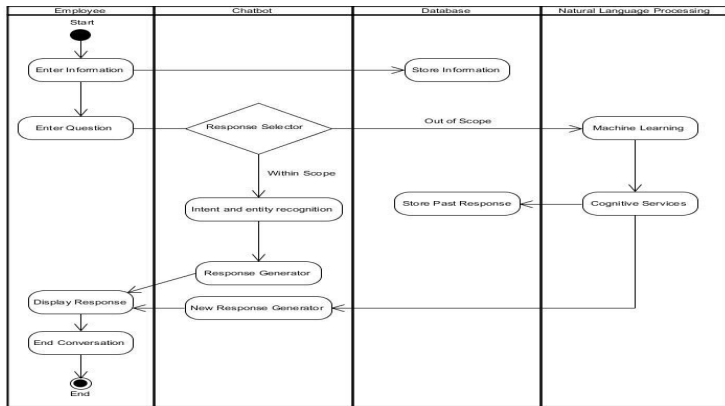 Employee
Chatbot
Database
Natural Language Processing
Start
Enter Information
Store Information
Enter Question
Response Selector
Out of Scope
Machine Learning
Within Scope
Intent and entity recognition
Store Past Response
Cognitive Services
Response Generator
Display Response
New Response Generator
End Conversation
End